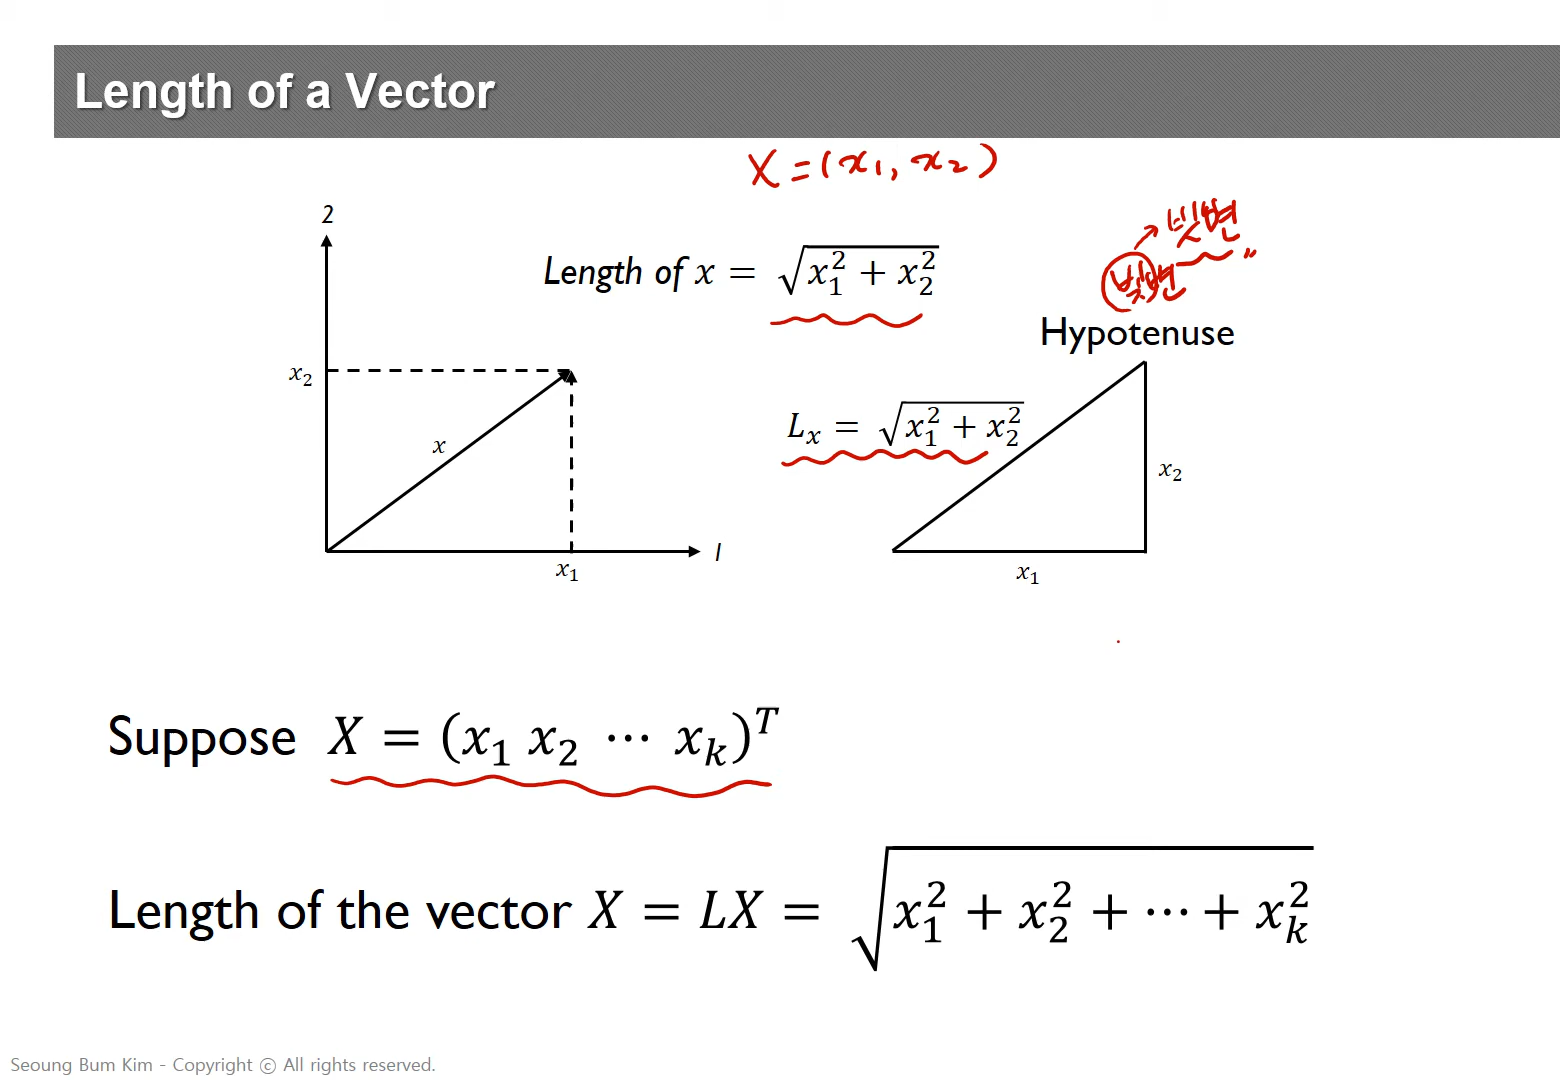 Length of a Vector
X = (x₁, x₂)
2
빗변
Length of x = √(x₁² + x₂²)
Hypotenuse
x₂
Lₓ = √(x₁² + x₂²)
x
x₂
1
x₁
x₁
Suppose X = (x₁ x₂ ⋯ xₖ)ᵀ
Length of the vector X = LX = √(x₁² + x₂² + ⋯ + xₖ²)
Seoung Bum Kim - Copyright ⓒ All rights reserved.